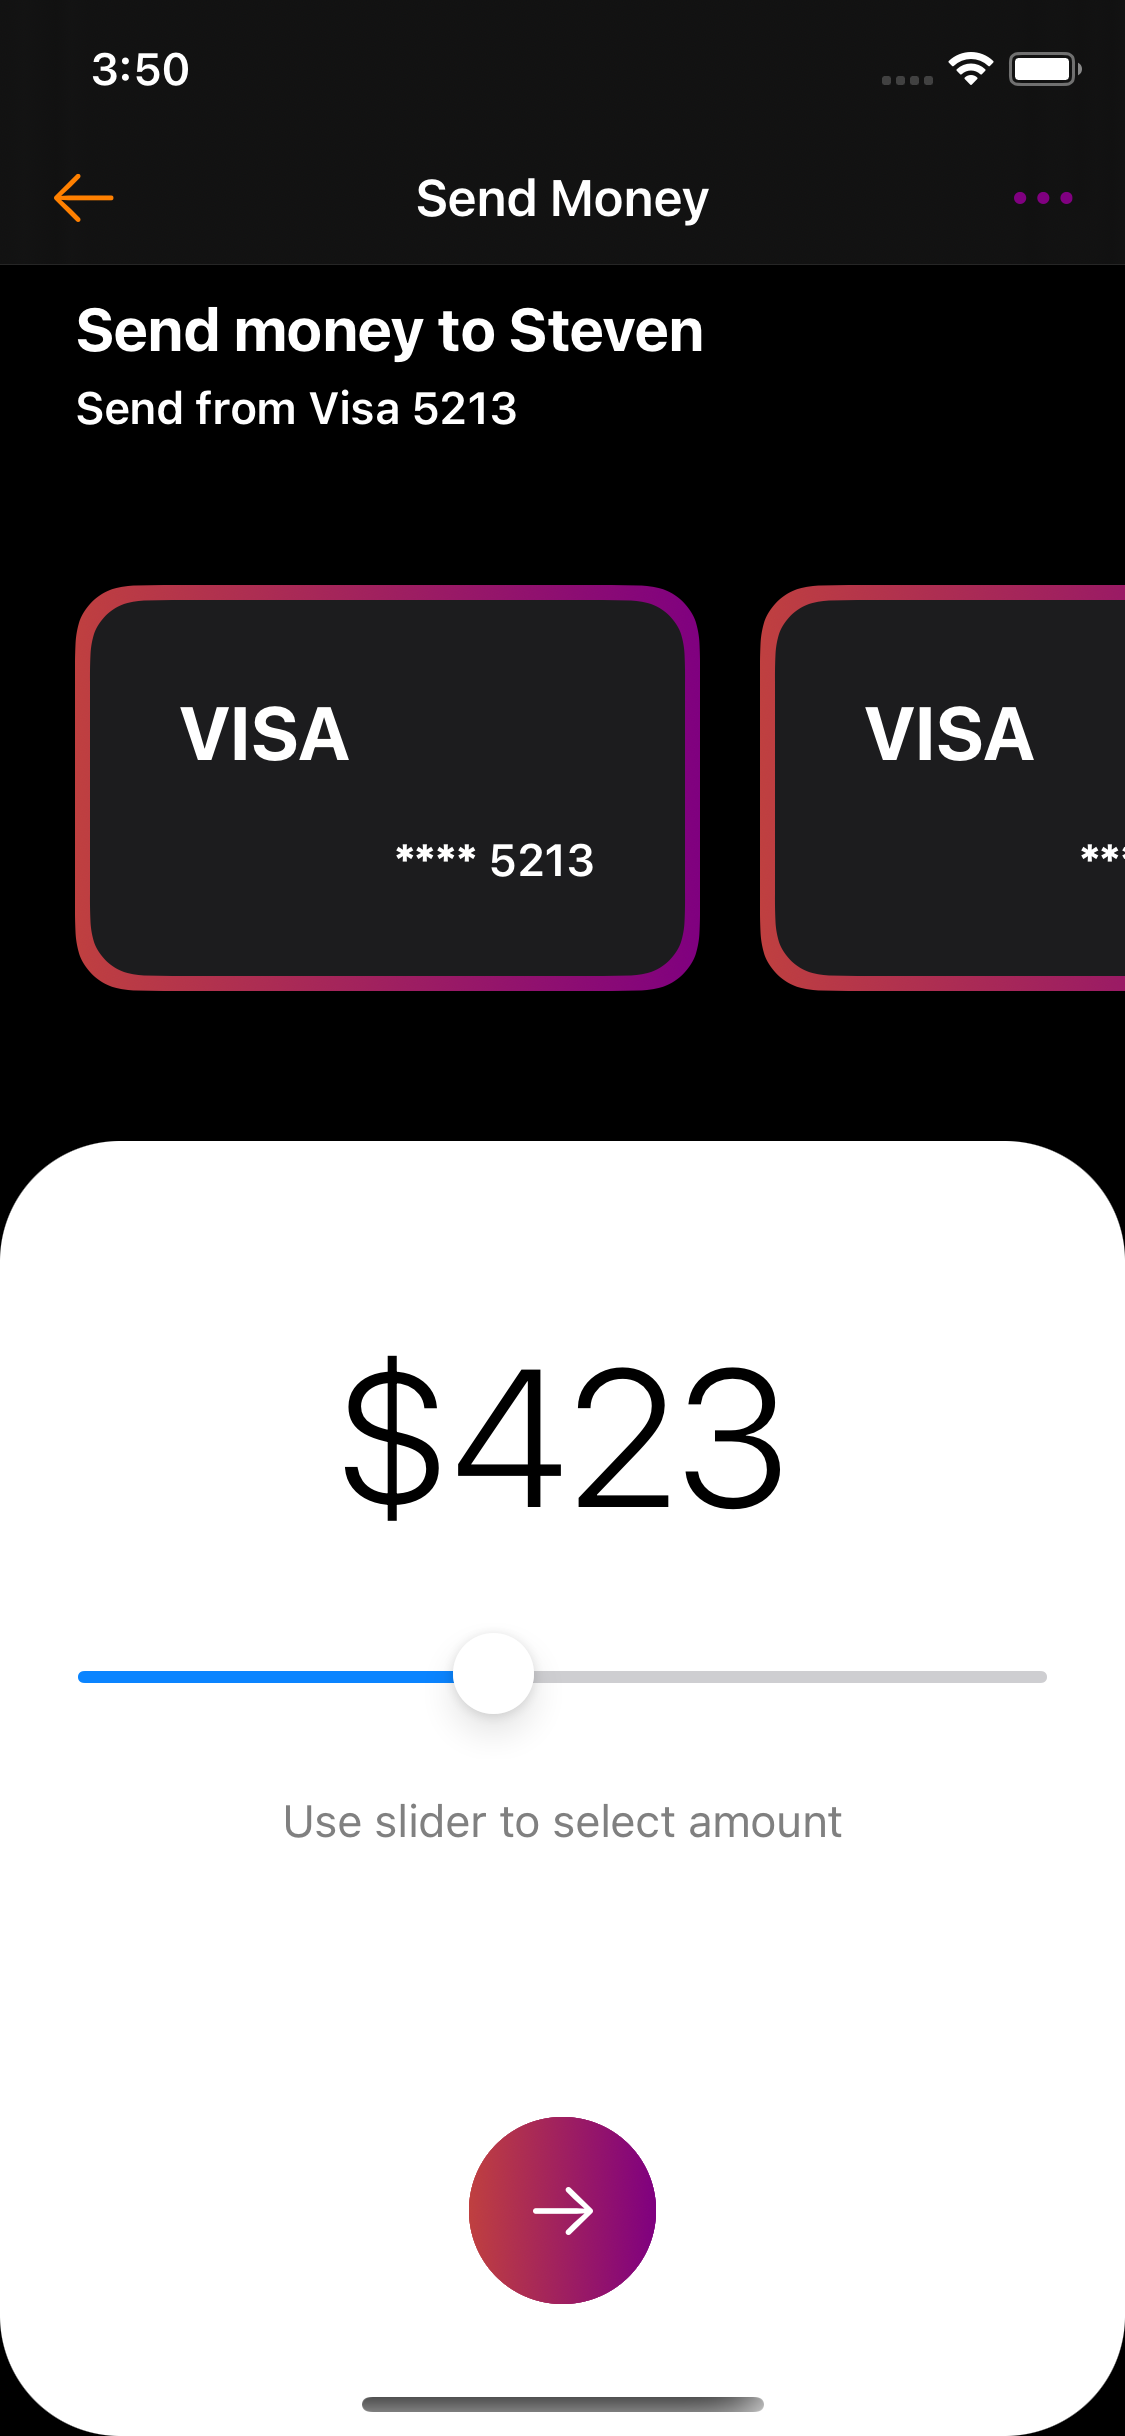 3:50
Send Money
Send money to Steven
Send from Visa 5213
VISA
VISA
**** 5213
$423
Use slider to select amount